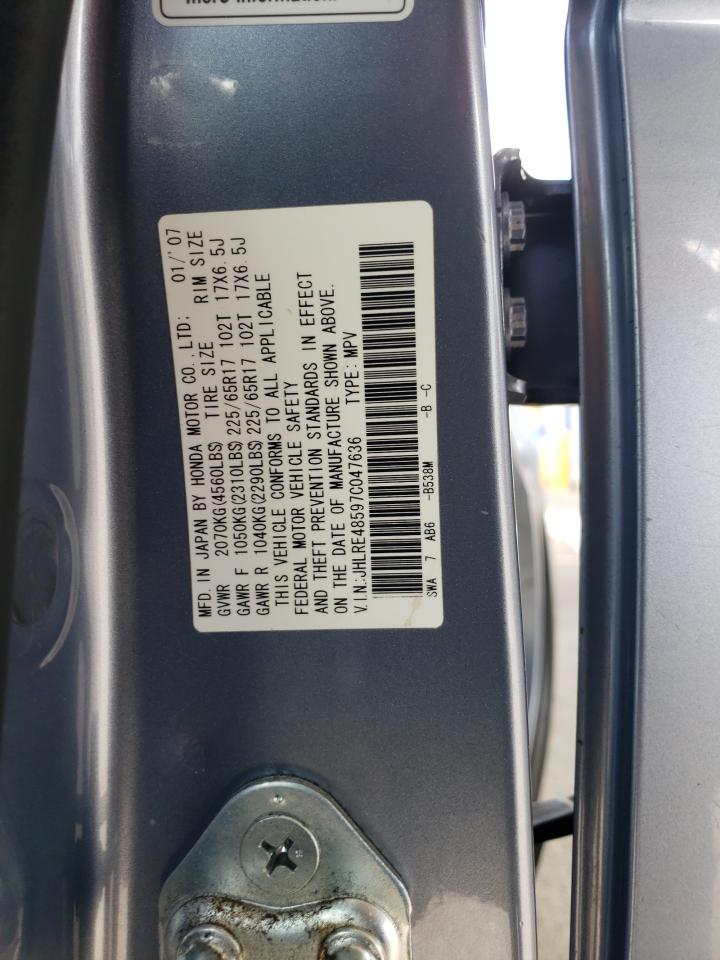 more information.
MFD. IN JAPAN BY HONDA MOTOR CO., LTD; 01/'07
GVWR 2070KG(4560LBS) TIRE SIZE RIM SIZE
GAWR F 1050KG(2310LBS) 225/65R17 102T 17X6.5J
GAWR R 1040KG(2290LBS) 225/65R17 102T 17X6.5J
THIS VEHICLE CONFORMS TO ALL APPLICABLE
FEDERAL MOTOR VEHICLE SAFETY
AND THEFT PREVENTION STANDARDS IN EFFECT
ON THE DATE OF MANUFACTURE SHOWN ABOVE.
V.IN:JHLRE48597C047636 TYPE: MPV
SWA 7 AB6 -B538M -B -C